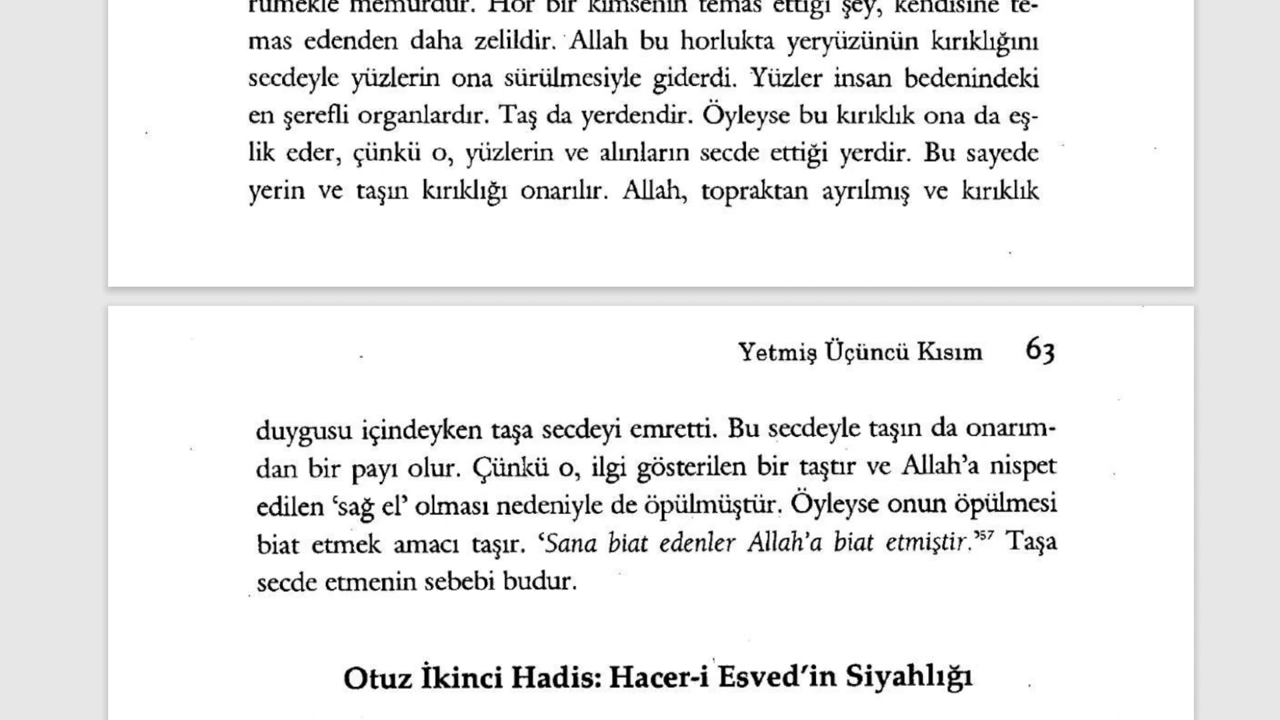 rümekle memurdur. Hor bir kimsenin temas ettiği şey, kendisine te-
mas edenden daha zelildir. Allah bu horlukta yeryüzünün kırıklığını
secdeyle yüzlerin ona sürülmesiyle giderdi. Yüzler insan bedenindeki
en şerefli organlardır. Taş da yerdendir. Öyleyse bu kırıklık ona da eş-
lik eder, çünkü o, yüzlerin ve alınların secde ettiği yerdir. Bu sayede
yerin ve taşın kırıklığı onarılır. Allah, topraktan ayrılmış ve kırıklık
Yetmiş Üçüncü Kısım 63
duygusu içindeyken taşa secdeyi emretti. Bu secdeyle taşın da onarım-
dan bir payı olur. Çünkü o, ilgi gösterilen bir taştır ve Allah’a nispet
edilen ‘sağ el’ olması nedeniyle de öpülmüştür. Öyleyse onun öpülmesi
biat etmek amacı taşır. ‘Sana biat edenler Allah’a biat etmiştir.’⁵⁷ Taşa
secde etmenin sebebi budur.
Otuz İkinci Hadis: Hacer-i Esved’in Siyahlığı